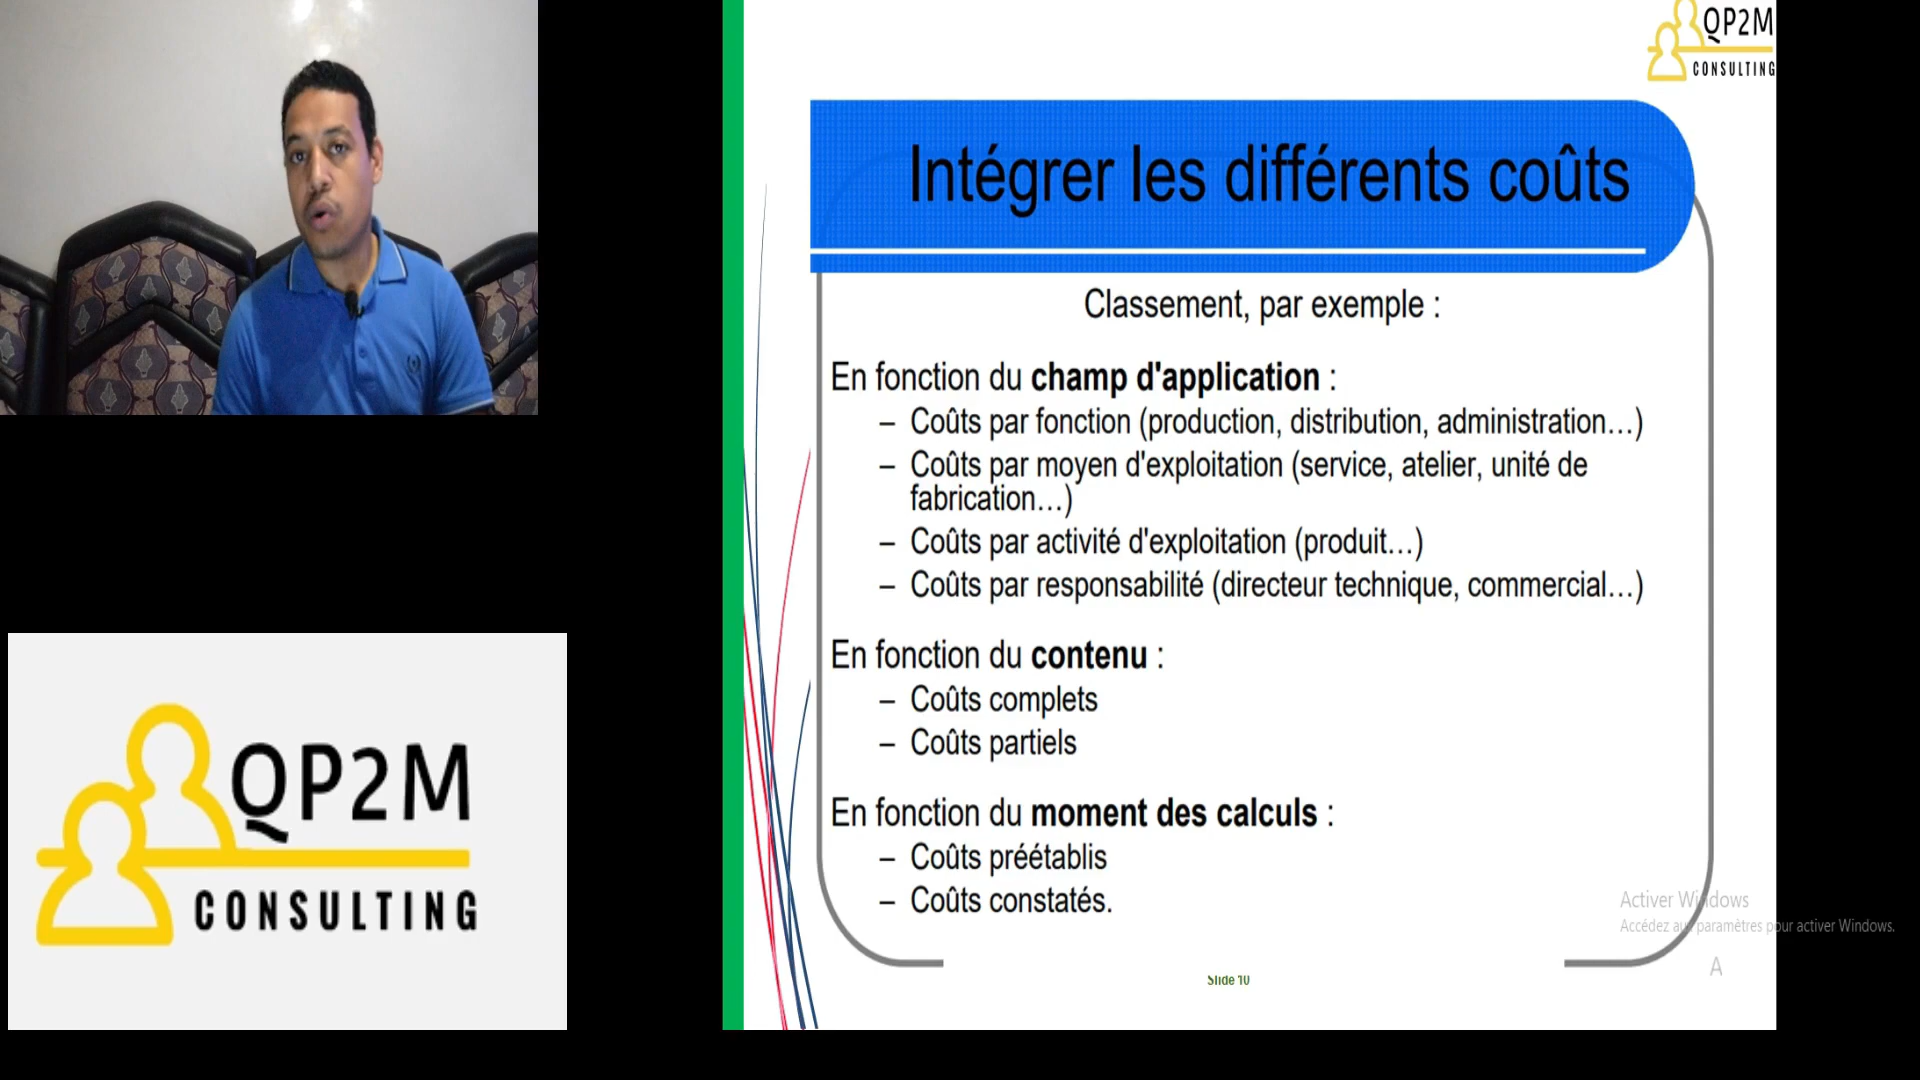 QP2M
CONSULTING
Intégrer les différents coûts
Classement, par exemple :
En fonction du champ d'application :
– Coûts par fonction (production, distribution, administration…)
– Coûts par moyen d'exploitation (service, atelier, unité de
fabrication…)
– Coûts par activité d'exploitation (produit…)
– Coûts par responsabilité (directeur technique, commercial…)
En fonction du contenu :
– Coûts complets
– Coûts partiels
En fonction du moment des calculs :
– Coûts préétablis
– Coûts constatés.
Slide 10
Activer Windows
Accédez aux paramètres pour activer Windows.
A
QP2M
CONSULTING